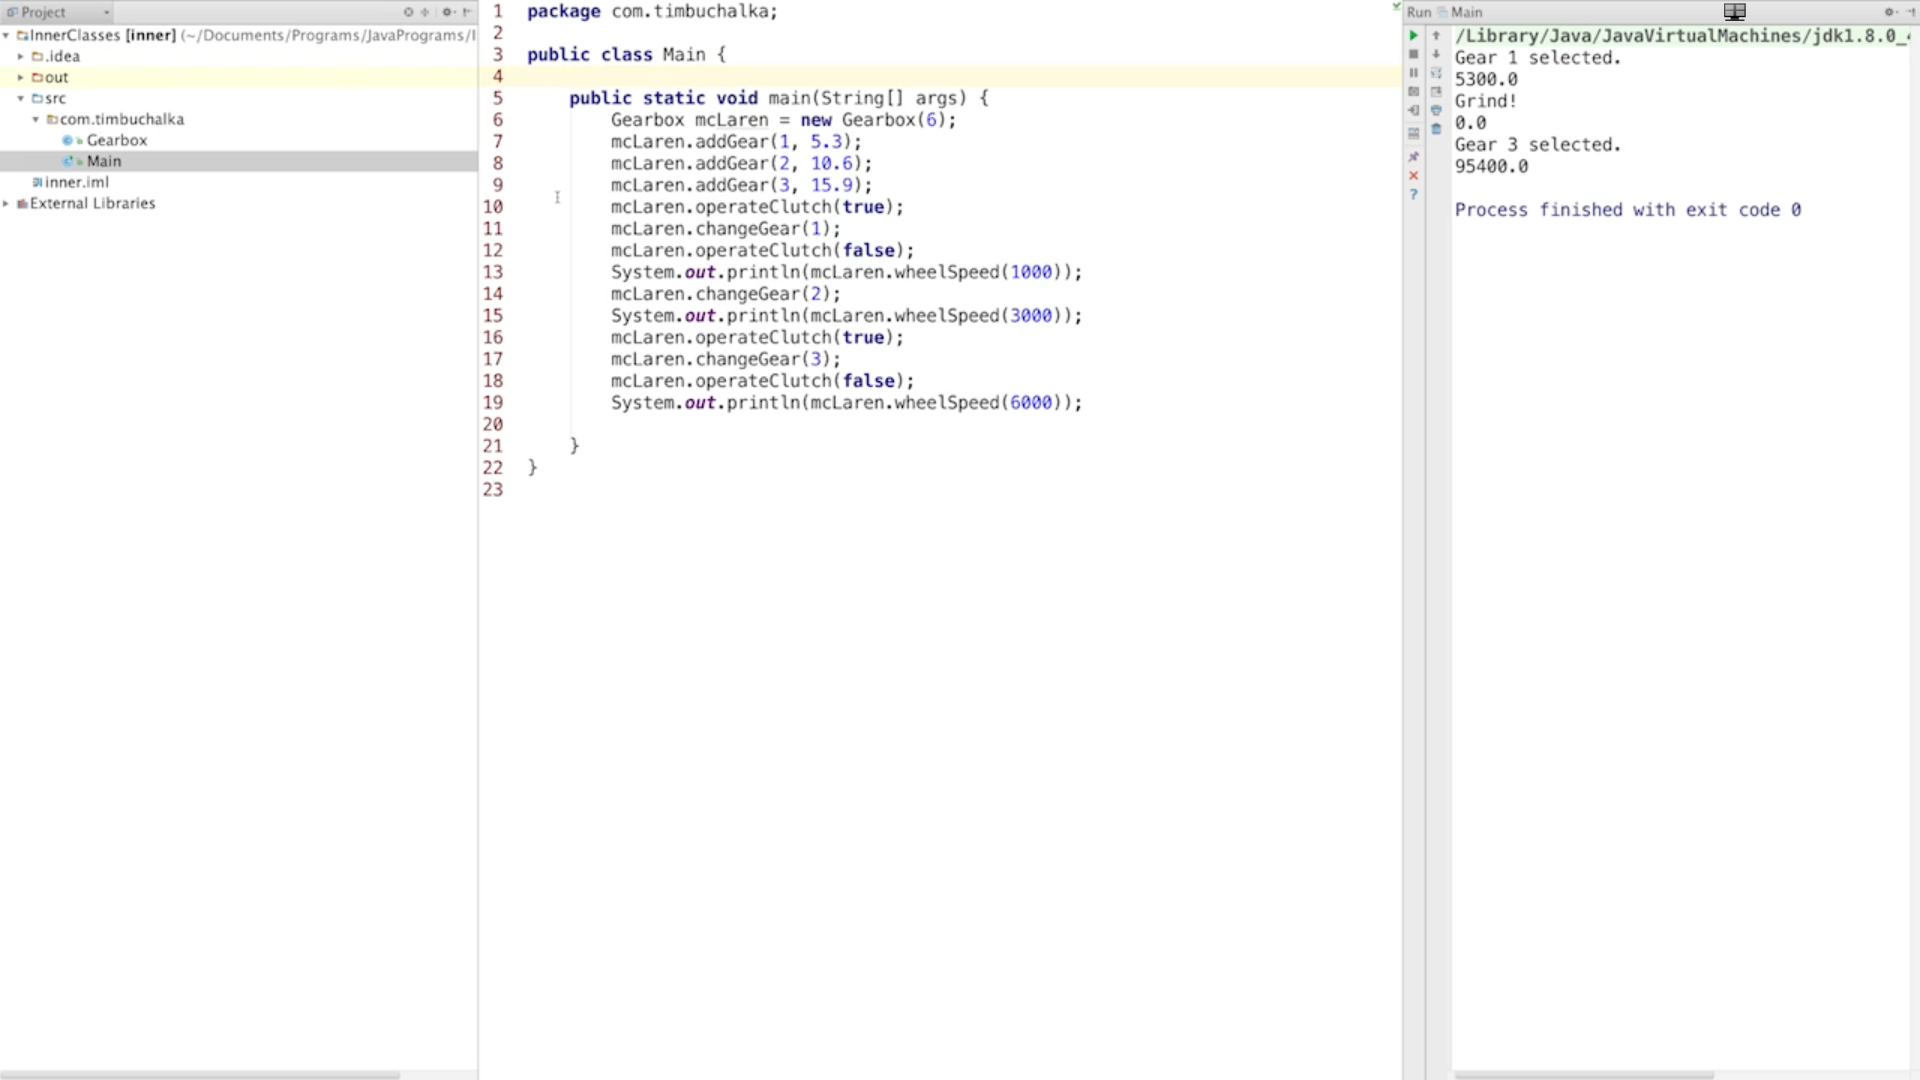 Project
InnerClasses [inner] (~/Documents/Programs/JavaPrograms/I
.idea
out
src
com.timbuchalka
Gearbox
Main
inner.iml
External Libraries
1 package com.timbuchalka;
2
3 public class Main {
4
5 public static void main(String[] args) {
6 Gearbox mcLaren = new Gearbox(6);
7 mcLaren.addGear(1, 5.3);
8 mcLaren.addGear(2, 10.6);
9 mcLaren.addGear(3, 15.9);
10 mcLaren.operateClutch(true);
11 mcLaren.changeGear(1);
12 mcLaren.operateClutch(false);
13 System.out.println(mcLaren.wheelSpeed(1000));
14 mcLaren.changeGear(2);
15 System.out.println(mcLaren.wheelSpeed(3000));
16 mcLaren.operateClutch(true);
17 mcLaren.changeGear(3);
18 mcLaren.operateClutch(false);
19 System.out.println(mcLaren.wheelSpeed(6000));
20
21 }
22 }
23
Run Main
/Library/Java/JavaVirtualMachines/jdk1.8.0_
Gear 1 selected.
5300.0
Grind!
0.0
Gear 3 selected.
95400.0
Process finished with exit code 0